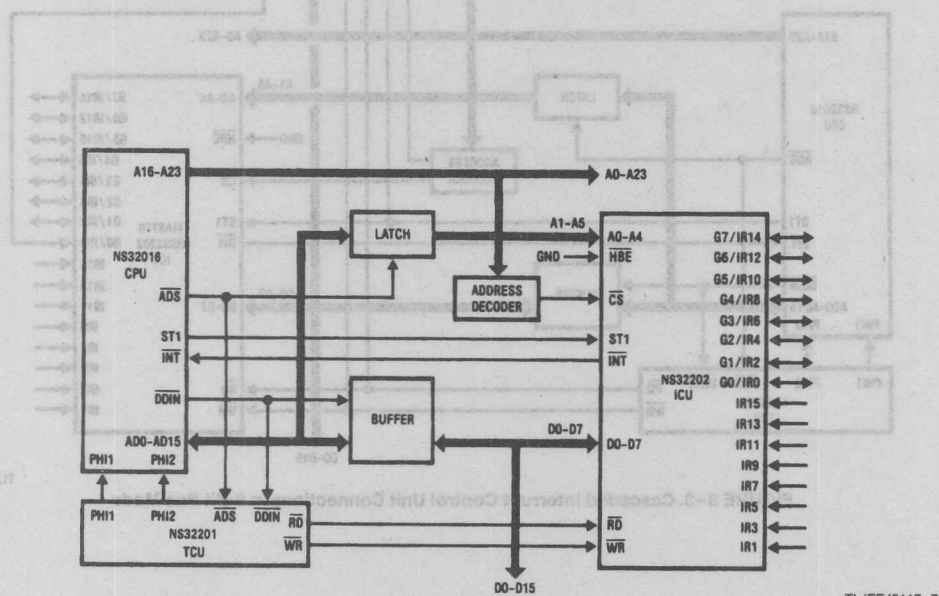 A16-A23
A0-A23
NS32016
CPU
LATCH
A1-A5
A0-A4
GND
HBE
ADDRESS
DECODER
CS
ADS
ST1
ST1
INT
INT
DDIN
BUFFER
AD0-AD15
D0-D7
D0-D7
PHI1 PHI2
PHI1 PHI2 ADS DDIN
RD
WR
NS32201
TCU
RD
WR
D0-D15
NS32202
ICU
G7/IR14
G6/IR12
G5/IR10
G4/IR8
G3/IR6
G2/IR4
G1/IR2
G0/IR0
IR15
IR13
IR11
IR9
IR7
IR5
IR3
IR1